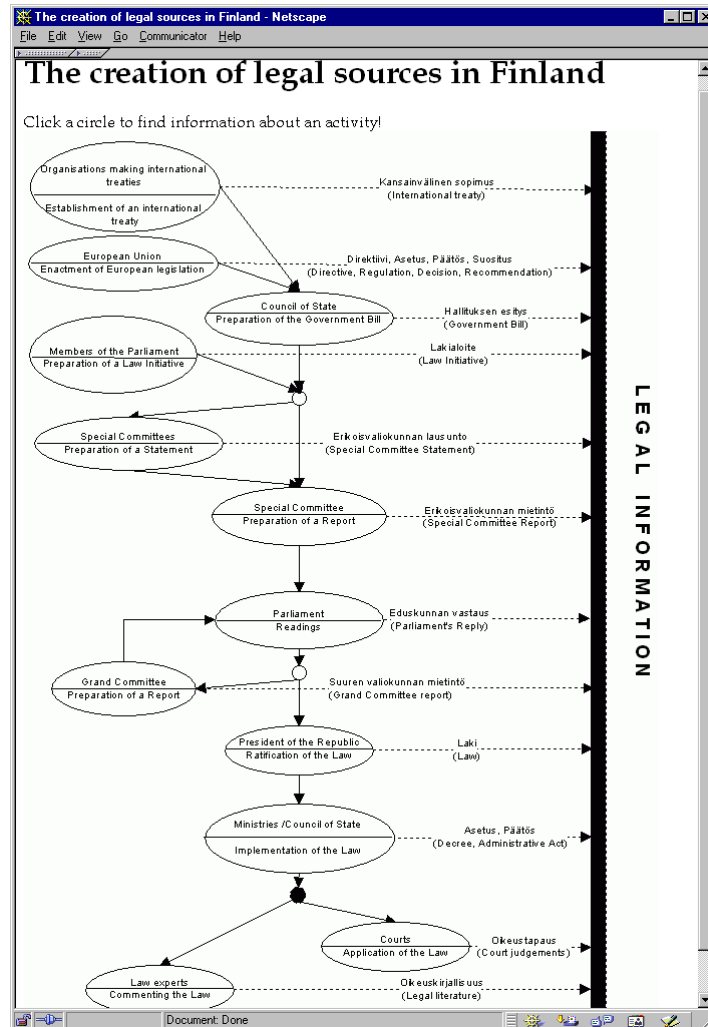 The creation of legal sources in Finland - Netscape
File Edit View Go Communicator Help
The creation of legal sources in Finland
Click a circle to find information about an activity!
Organisations making international
treaties
Establishment of an international
treaty
Kansainvälinen sopimus
(International treaty)
European Union
Enactment of European legislation
Direktiivi, Asetus, Päätös, Suositus
(Directive, Regulation, Decision, Recommendation)
Council of State
Preparation of the Government Bill
Hallituksen esitys
(Government Bill)
Members of the Parliament
Preparation of a Law Initiative
Lakialoite
(Law Initiative)
Special Committees
Preparation of a Statement
Erikoisvaliokunnan lausunto
(Special Committee Statement)
Special Committee
Preparation of a Report
Erikoisvaliokunnan mietintö
(Special Committee Report)
Parliament
Readings
Eduskunnan vastaus
(Parliament's Reply)
Grand Committee
Preparation of a Report
Suuren valiokunnan mietintö
(Grand Committee report)
President of the Republic
Ratification of the Law
Laki
(Law)
Ministries /Council of State
Implementation of the Law
Asetus, Päätös
(Decree, Administrative Act)
Courts
Application of the Law
Oikeustapaus
(Court judgements)
Law experts
Commenting the Law
Oikeuskirjallisuus
(Legal literature)
LEGAL INFORMATION
Document: Done